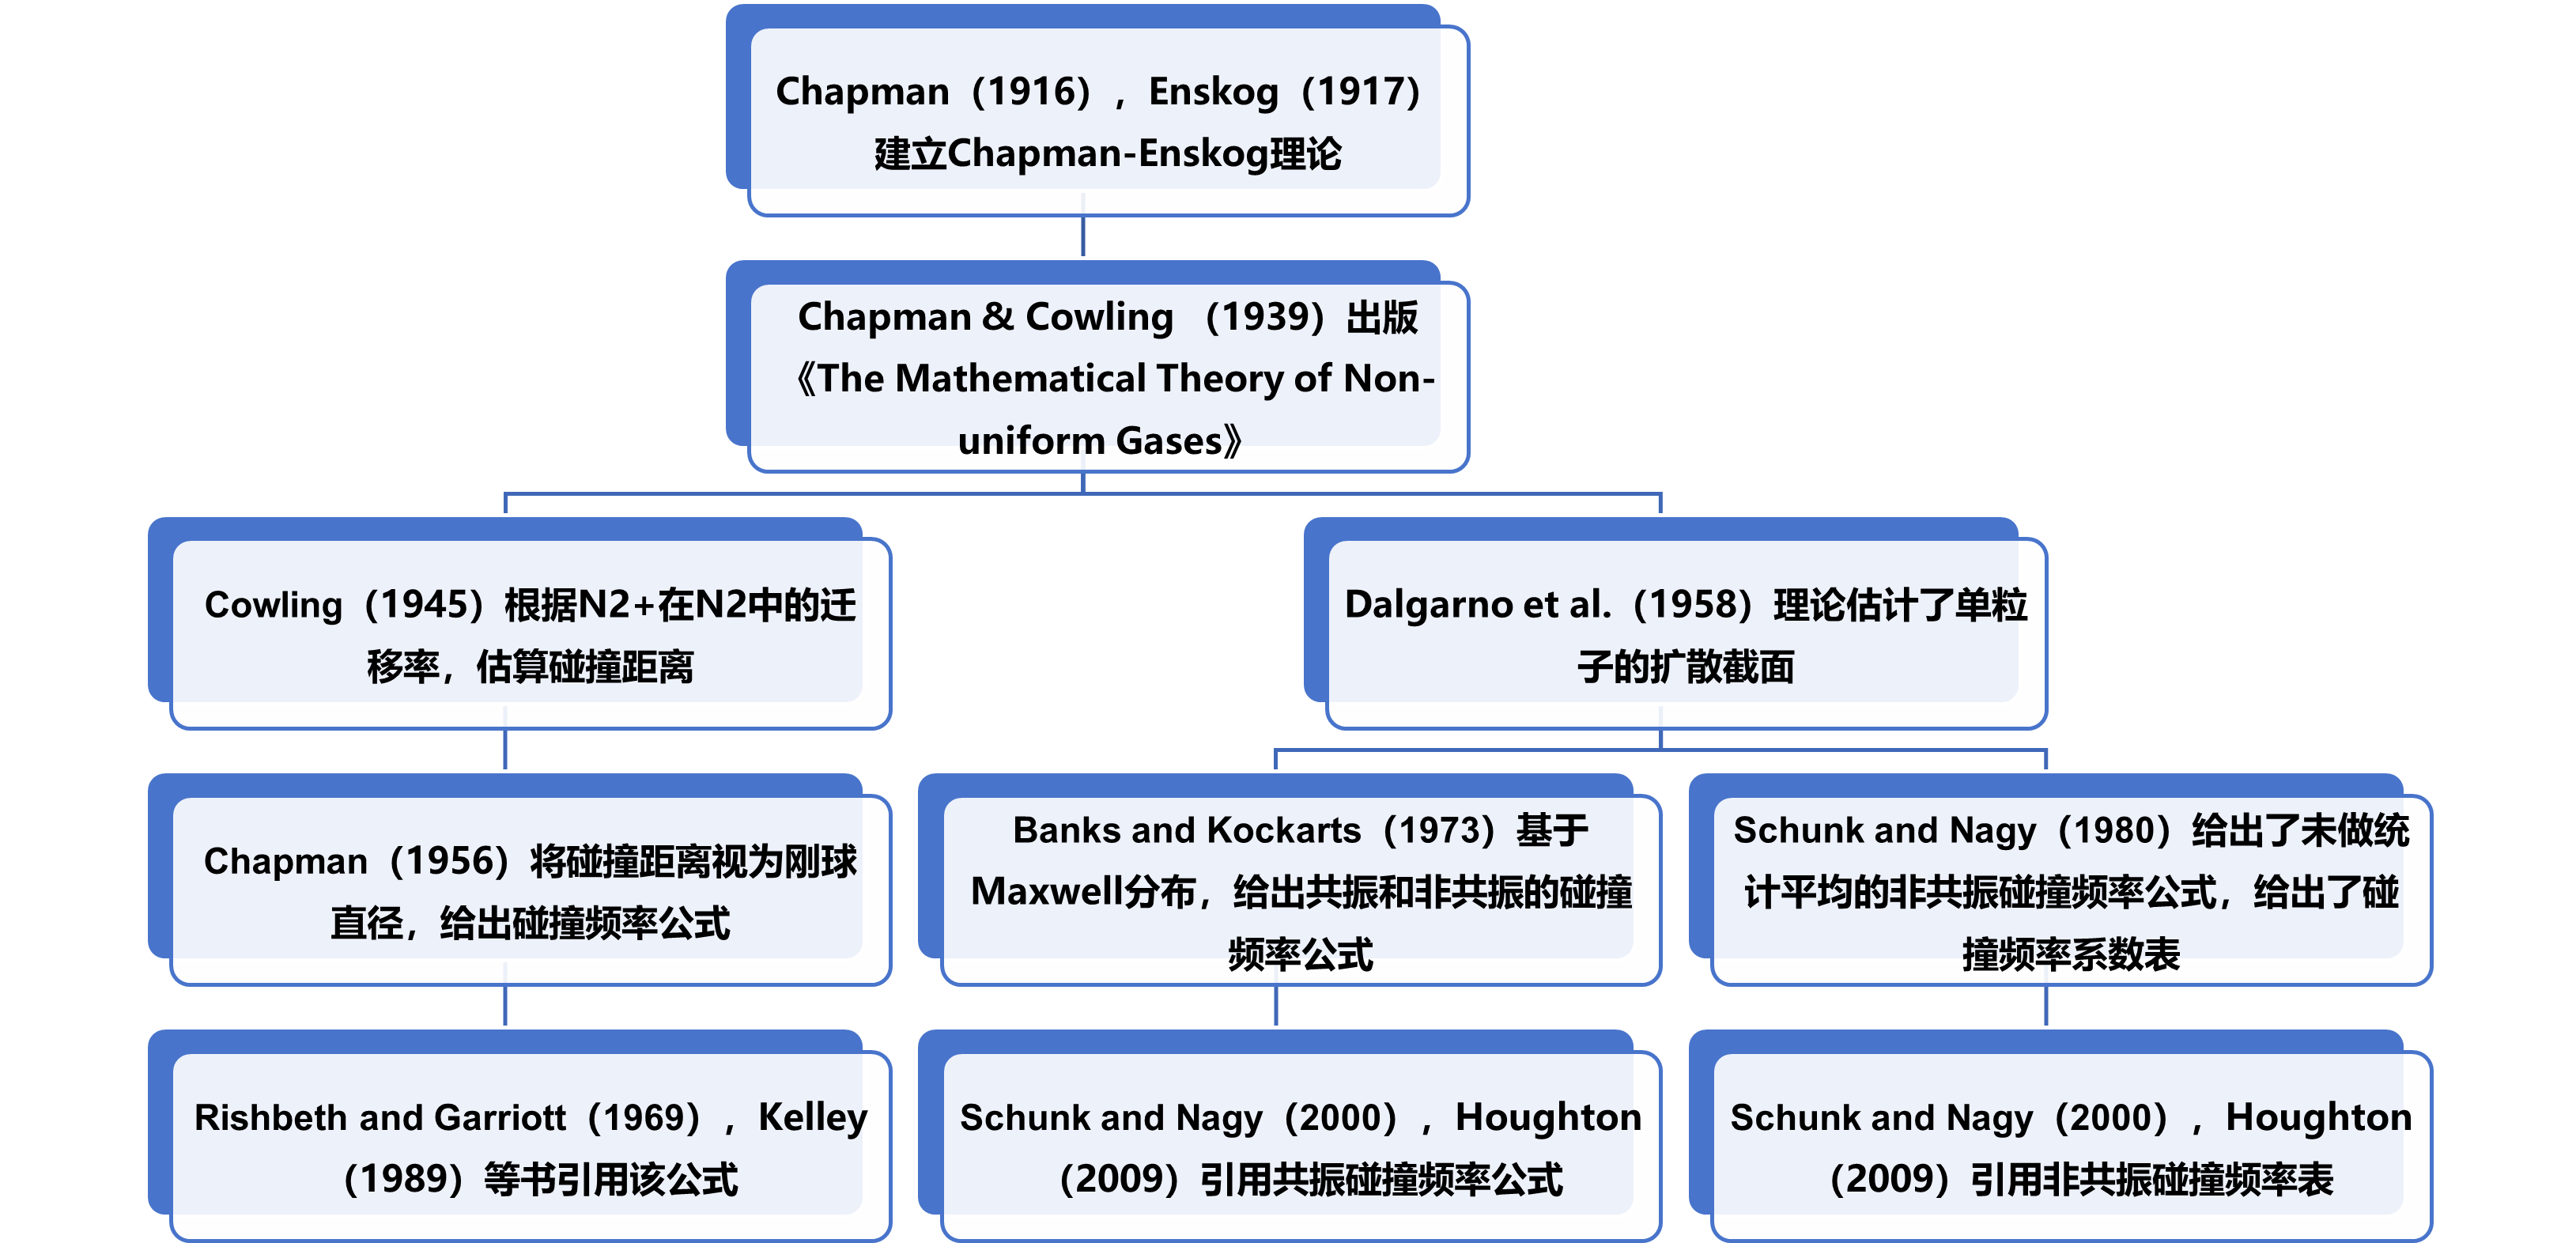 Chapman（1916），Enskog（1917）
建立Chapman-Enskog理论
Chapman & Cowling （1939）出版
《The Mathematical Theory of Non-
uniform Gases》
Cowling（1945）根据N2+在N2中的迁
移率，估算碰撞距离
Dalgarno et al.（1958）理论估计了单粒
子的扩散截面
Chapman（1956）将碰撞距离视为刚球
直径，给出碰撞频率公式
Banks and Kockarts（1973）基于
Maxwell分布，给出共振和非共振的碰撞
频率公式
Schunk and Nagy（1980）给出了未做统
计平均的非共振碰撞频率公式，给出了碰
撞频率系数表
Rishbeth and Garriott（1969），Kelley
（1989）等书引用该公式
Schunk and Nagy（2000），Houghton
（2009）引用共振碰撞频率公式
Schunk and Nagy（2000），Houghton
（2009）引用非共振碰撞频率表